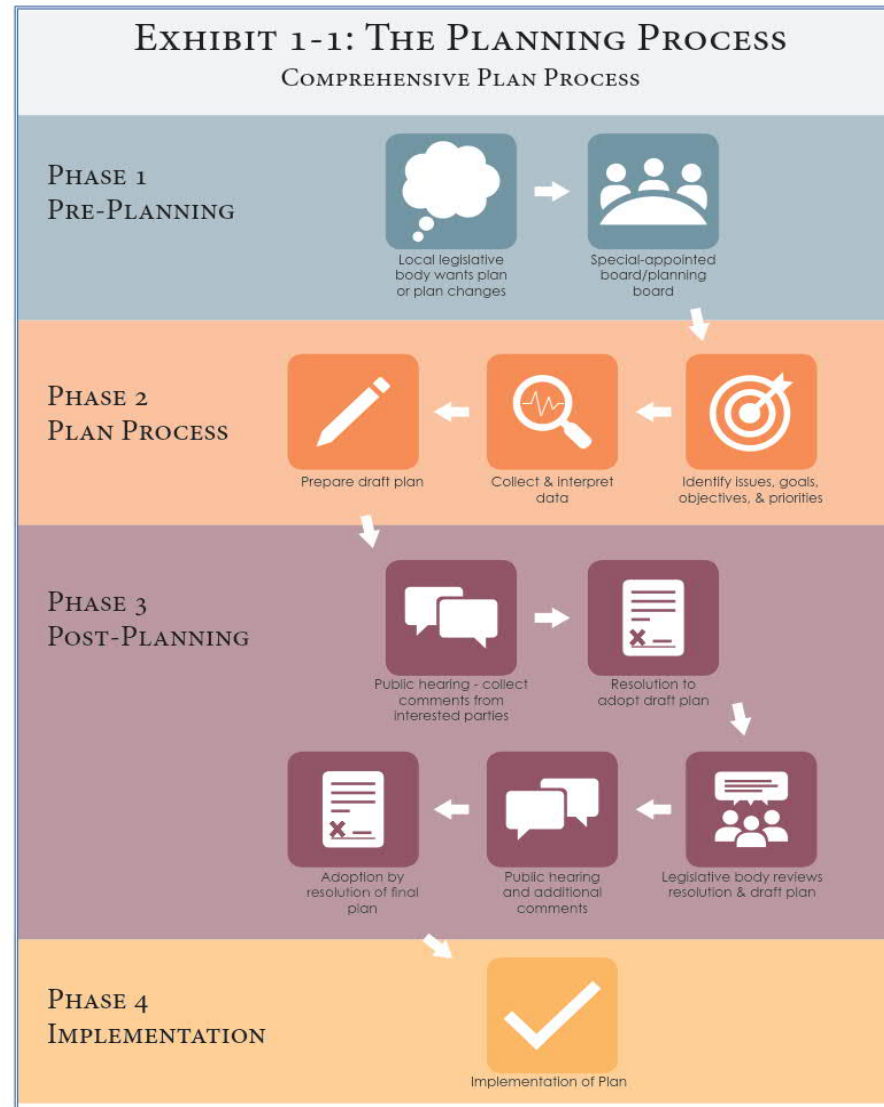 Exhibit 1-1: The Planning Process
Comprehensive Plan Process
Phase 1
Pre-Planning
Local legislative
body wants plan
or plan changes
Special-appointed
board/planning
board
Phase 2
Plan Process
Prepare draft plan
Collect & interpret
data
Identify issues, goals,
objectives, & priorities
Phase 3
Post-Planning
Public hearing - collect
comments from
interested parties
Resolution to
adopt draft plan
Adoption by
resolution of final
plan
Public hearing
and additional
comments
Legislative body reviews
resolution & draft plan
Phase 4
Implementation
Implementation of Plan